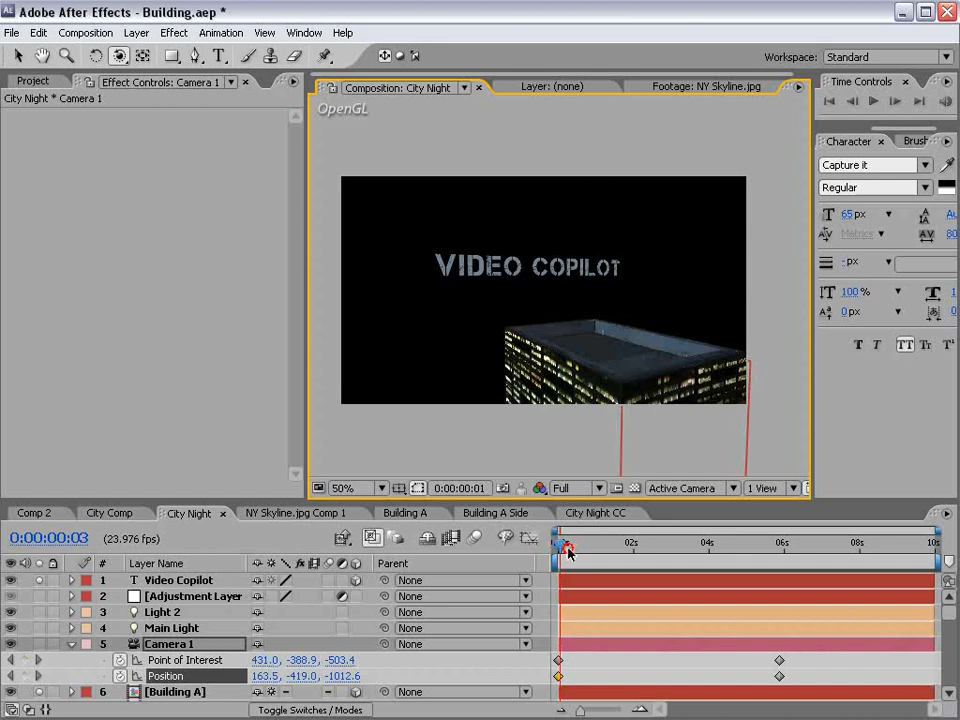 Adobe After Effects - Building.aep *
File Edit Composition Layer Effect Animation View Window Help
Workspace: Standard
Project Effect Controls: Camera 1 Composition: City Night Layer: (none) Footage: NY Skyline.jpg Time Controls
City Night * Camera 1
OpenGL
Character Brush
Capture it
Regular
65 px
Metrics 80
- px
100 % 1
0 px 0
T T TT Tr
VIDEO COPILOT
50% 0:00:00:01 Full Active Camera 1 View
Comp 2 City Comp City Night NY Skyline.jpg Comp 1 Building A Building A Side City Night CC
0:00:00:03 (23.976 fps) 02s 04s 06s 08s 10s
# Layer Name Parent
1 T Video Copilot None
2 [Adjustment Layer None
3 Light 2 None
4 Main Light None
5 Camera 1 None
Point of Interest 431.0, -388.9, -503.4
Position 163.5, -419.0, -1012.6
6 [Building A] None
Toggle Switches / Modes